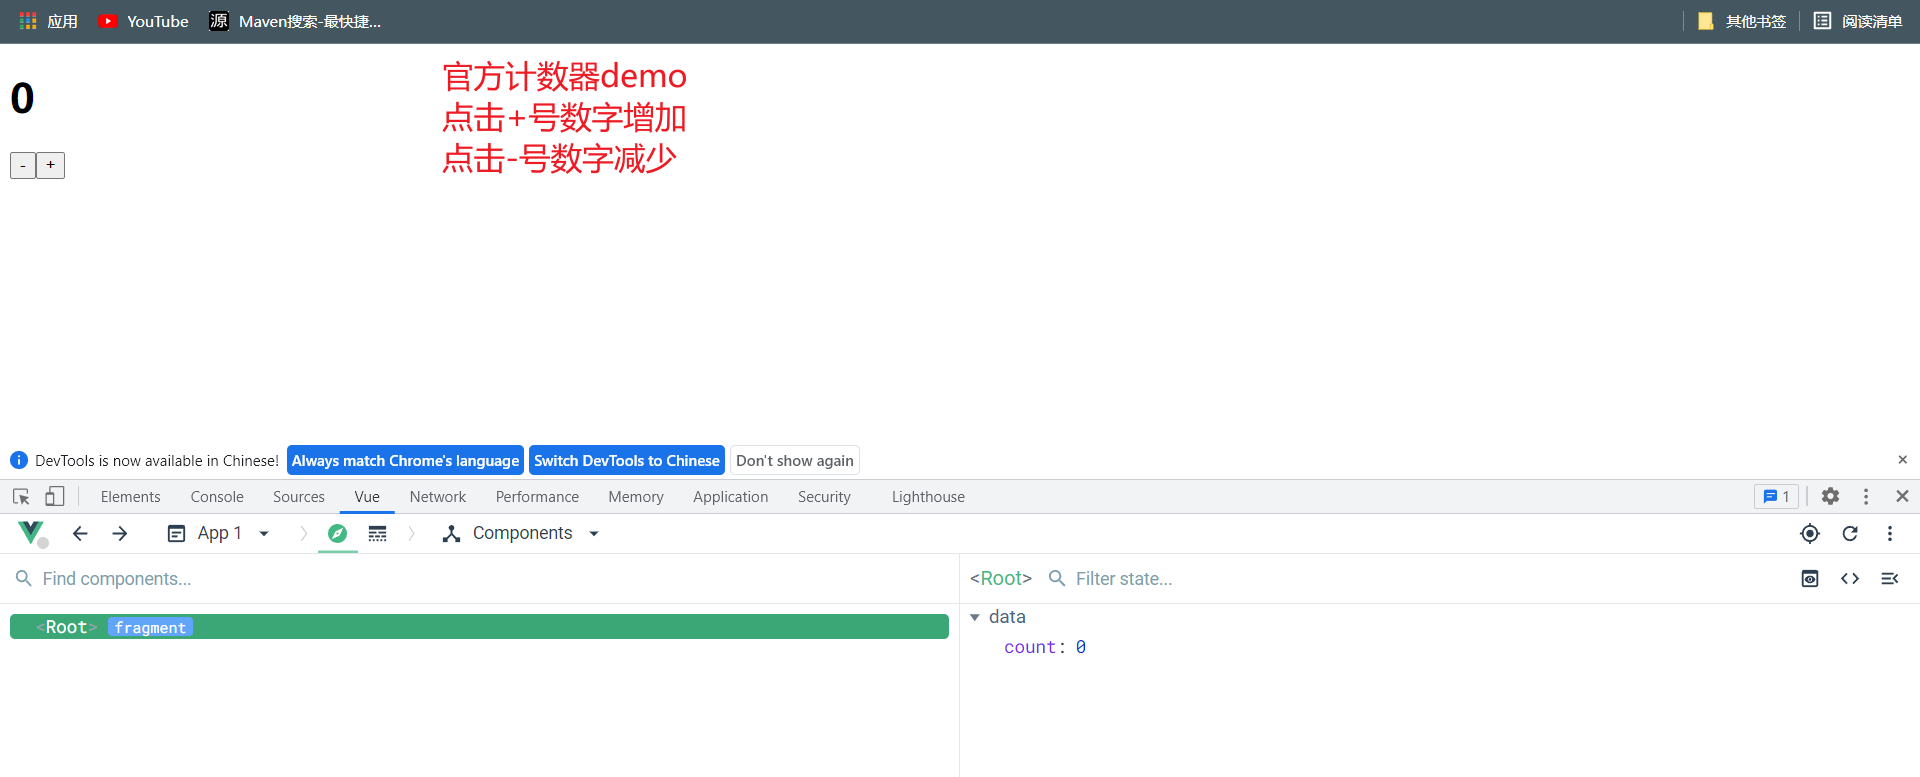 应用 YouTube 源 Maven搜索-最快捷... 其他书签 阅读清单
0
官方计数器demo
点击+号数字增加
点击-号数字减少
- +
DevTools is now available in Chinese! Always match Chrome's language Switch DevTools to Chinese Don't show again ×
Elements Console Sources Vue Network Performance Memory Application Security Lighthouse 1
App 1 Components
Find components...
<Root> Filter state...
<Root> fragment
data
count: 0